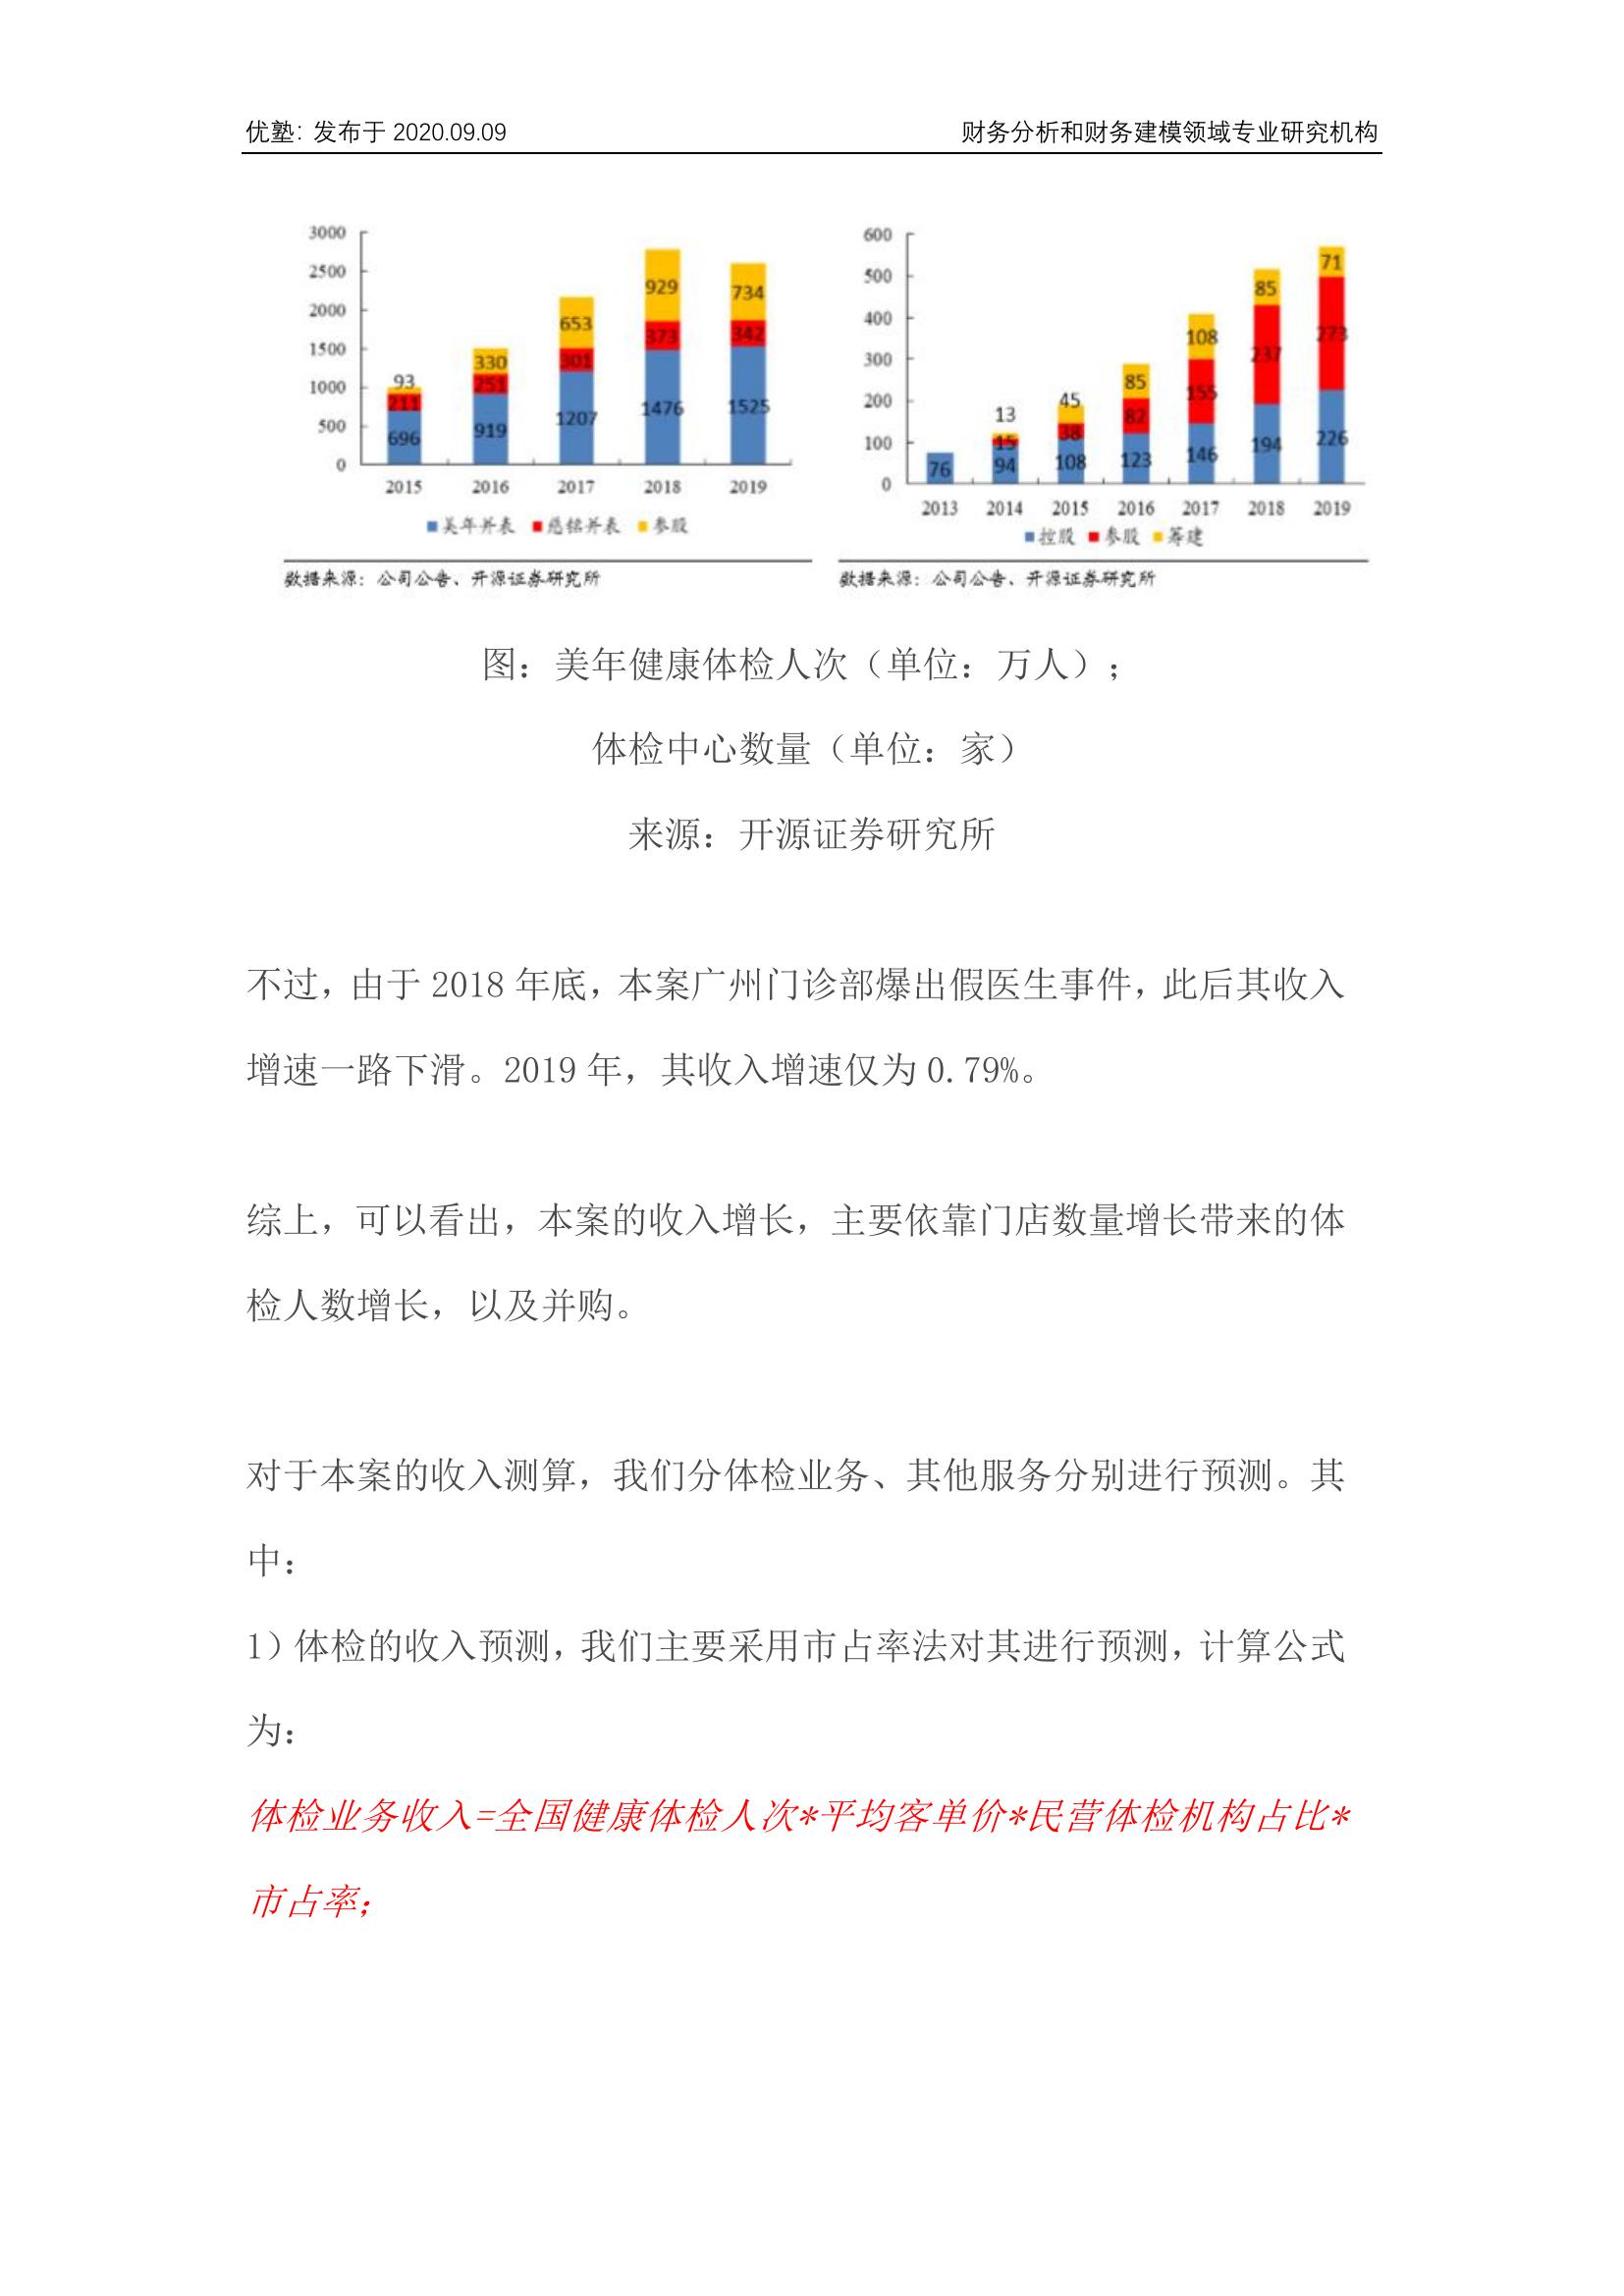 优塾：发布于 2020.09.09
财务分析和财务建模领域专业研究机构
3000
2500
2000
1500
1000
500
0
93
211
696
330
251
919
653
301
1207
929
373
1476
734
342
1525
2015 2016 2017 2018 2019
美年并表 慈铭并表 参股
数据来源：公司公告、开源证券研究所
600
500
400
300
200
100
0
76
13
15
94
45
38
108
85
82
123
108
155
146
85
237
194
71
273
226
2013 2014 2015 2016 2017 2018 2019
控股 参股 筹建
数据来源：公司公告、开源证券研究所
图：美年健康体检人次（单位：万人）；
体检中心数量（单位：家）
来源：开源证券研究所
不过，由于 2018 年底，本案广州门诊部爆出假医生事件，此后其收入
增速一路下滑。2019 年，其收入增速仅为 0.79%。
综上，可以看出，本案的收入增长，主要依靠门店数量增长带来的体
检人数增长，以及并购。
对于本案的收入测算，我们分体检业务、其他服务分别进行预测。其
中：
1）体检的收入预测，我们主要采用市占率法对其进行预测，计算公式
为：
体检业务收入=全国健康体检人次*平均客单价*民营体检机构占比*
市占率；